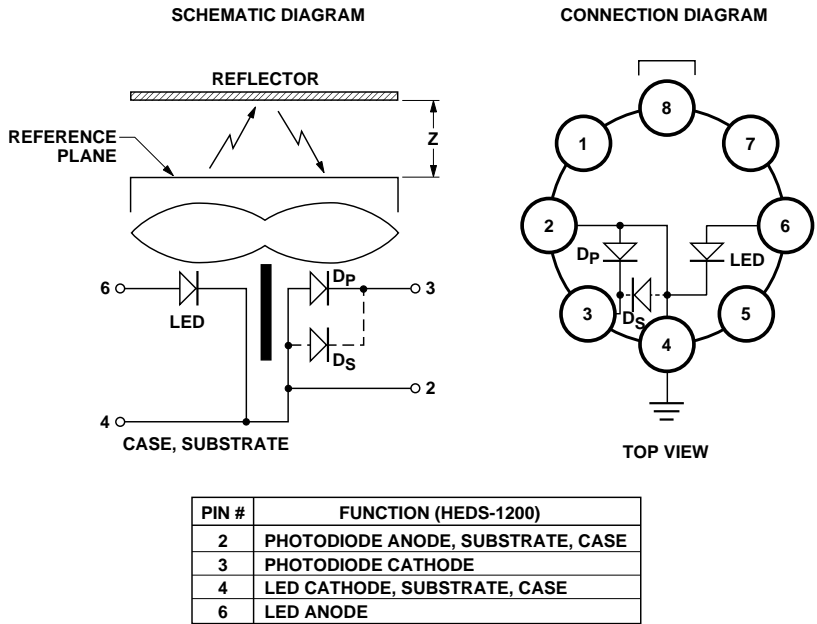 SCHEMATIC DIAGRAM
REFLECTOR
REFERENCE
PLANE
Z
6
LED
DP
3
DS
2
4
CASE, SUBSTRATE
CONNECTION DIAGRAM
8
1
7
2
6
DP
LED
3
DS
5
4
TOP VIEW
PIN # FUNCTION (HEDS-1200)
2 PHOTODIODE ANODE, SUBSTRATE, CASE
3 PHOTODIODE CATHODE
4 LED CATHODE, SUBSTRATE, CASE
6 LED ANODE